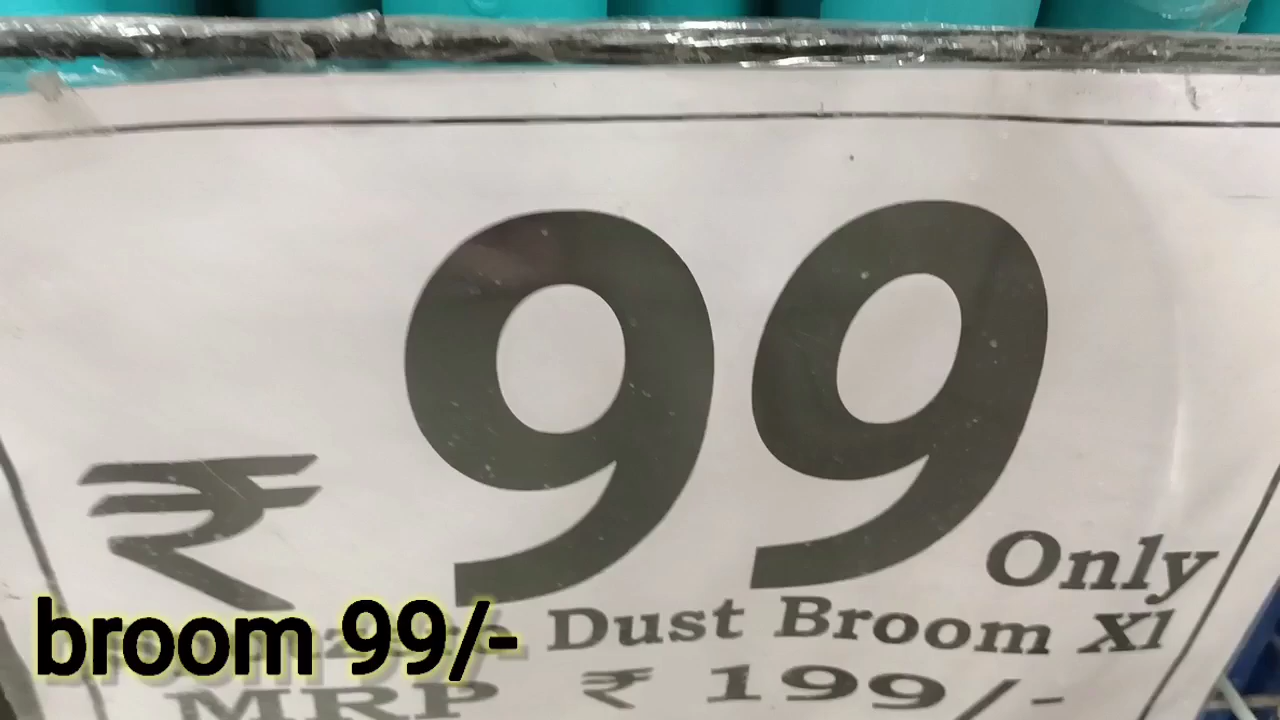 ₹ 99 Only
Dust Broom Xl
MRP ₹ 199/-
broom 99/-